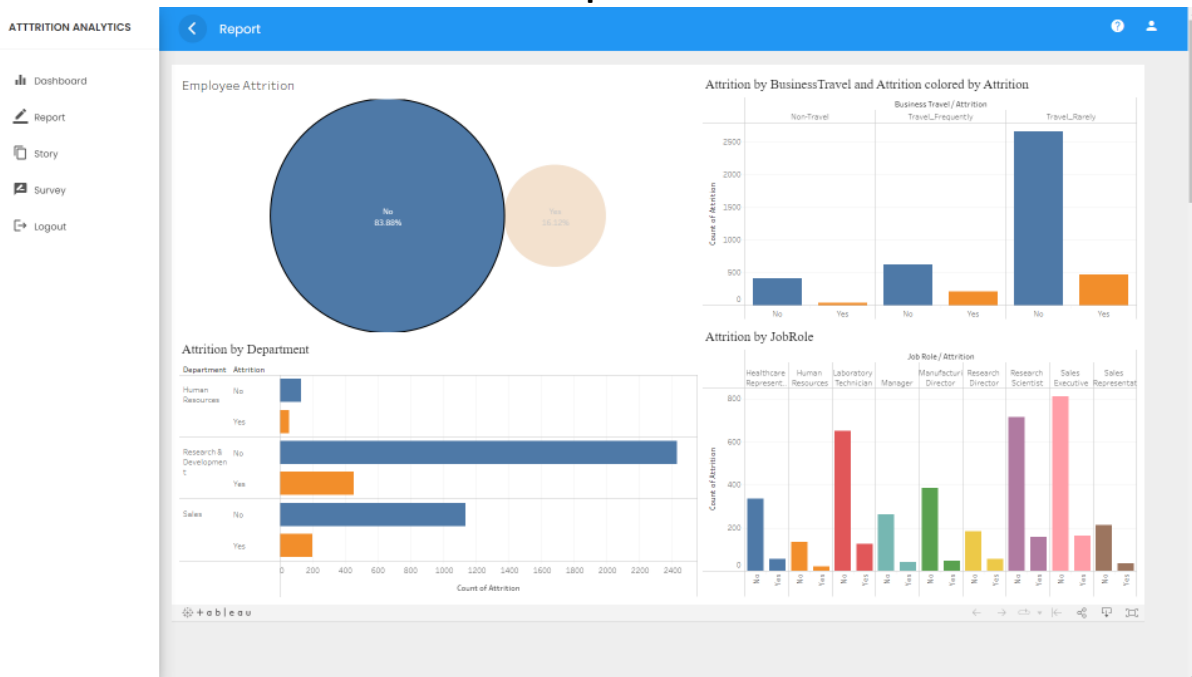 ATTTRITION ANALYTICS
Report
Dashboard
Report
Story
Survey
Logout
Employee Attrition
No
83.88%
Yes
16.12%
Attrition by BusinessTravel and Attrition colored by Attrition
Business Travel / Attrition
Non-Travel Travel_Frequently Travel_Rarely
Count of Attrition
2500
2000
1500
1000
500
0
No Yes No Yes No Yes
Attrition by Department
Department Attrition
Human
Resources
No
Yes
Research &
Developmen
t
No
Yes
Sales
No
Yes
0 200 400 600 800 1000 1200 1400 1600 1800 2000 2200 2400
Count of Attrition
Attrition by JobRole
Job Role / Attrition
Healthcare Human Laboratory Manufacturi Research Research Sales Sales
Represent.. Resources Technician Manager Director Director Scientist Executive Representat
Count of Attrition
800
600
400
200
0
No Yes No Yes No Yes No Yes No Yes No Yes No Yes No Yes No Yes
+ableau